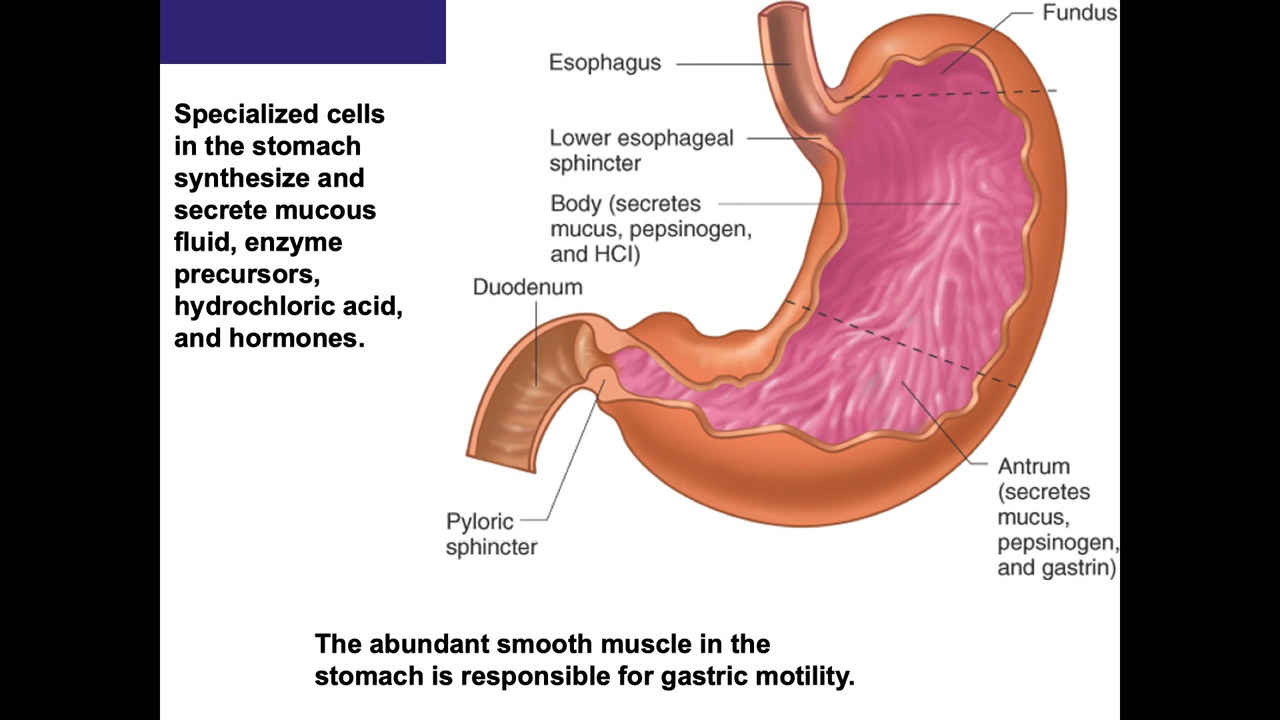 Specialized cells
in the stomach
synthesize and
secrete mucous
fluid, enzyme
precursors,
hydrochloric acid,
and hormones.
Fundus
Esophagus
Lower esophageal
sphincter
Body (secretes
mucus, pepsinogen,
and HCl)
Duodenum
Pyloric
sphincter
Antrum
(secretes
mucus,
pepsinogen,
and gastrin)
The abundant smooth muscle in the
stomach is responsible for gastric motility.